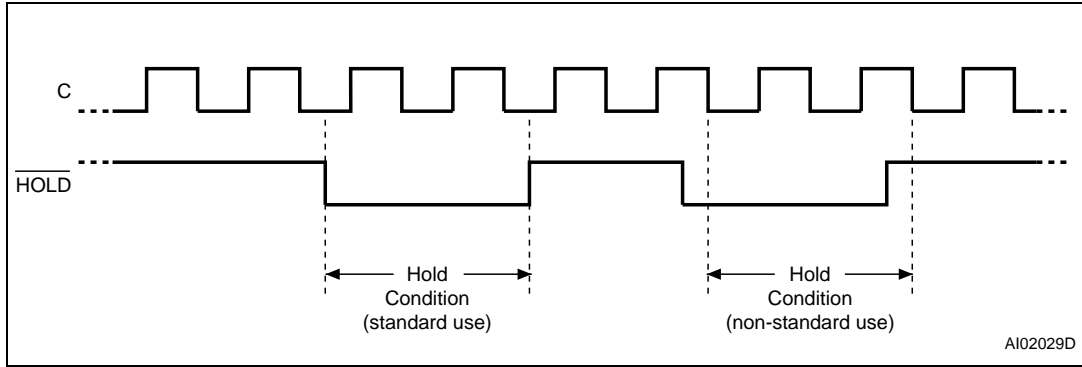 C
HOLD
Hold Condition (standard use)
Hold Condition (non-standard use)
AI02029D